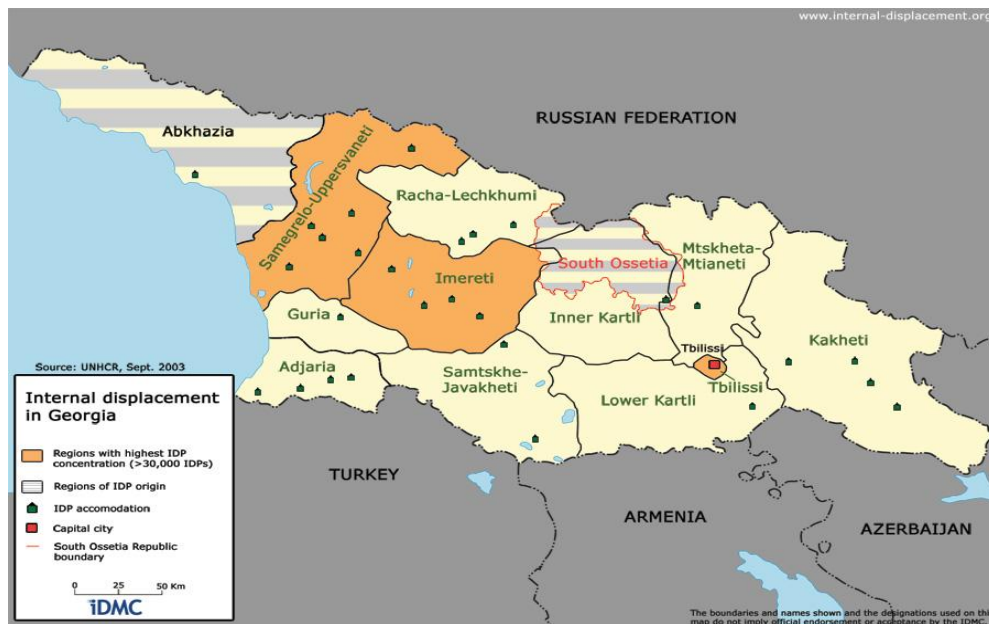 www.internal-displacement.org
RUSSIAN FEDERATION
Abkhazia
Samegrelo-Uppersvaneti
Racha-Lechkhumi
Mtskheta-
Mtianeti
South Ossetia
Imereti
Guria
Inner Kartli
Kakheti
Tbilissi
Source: UNHCR, Sept. 2003
Adjaria
Samtskhe-
Javakheti
Tbilissi
Lower Kartli
Internal displacement
in Georgia
Regions with highest IDP
concentration (>30,000 IDPs)
Regions of IDP origin
IDP accomodation
Capital city
South Ossetia Republic
boundary
0 25 50 Km
iDMC
TURKEY
ARMENIA
AZERBAIJAN
The boundaries and names shown and the designations used on this
map do not imply official endorsement or acceptance by the IDMC.